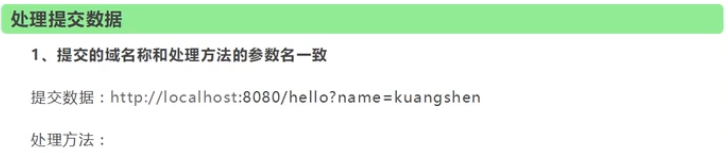 处理提交数据
1、提交的域名称和处理方法的参数名一致
提交数据：http://localhost:8080/hello?name=kuangshen
处理方法：